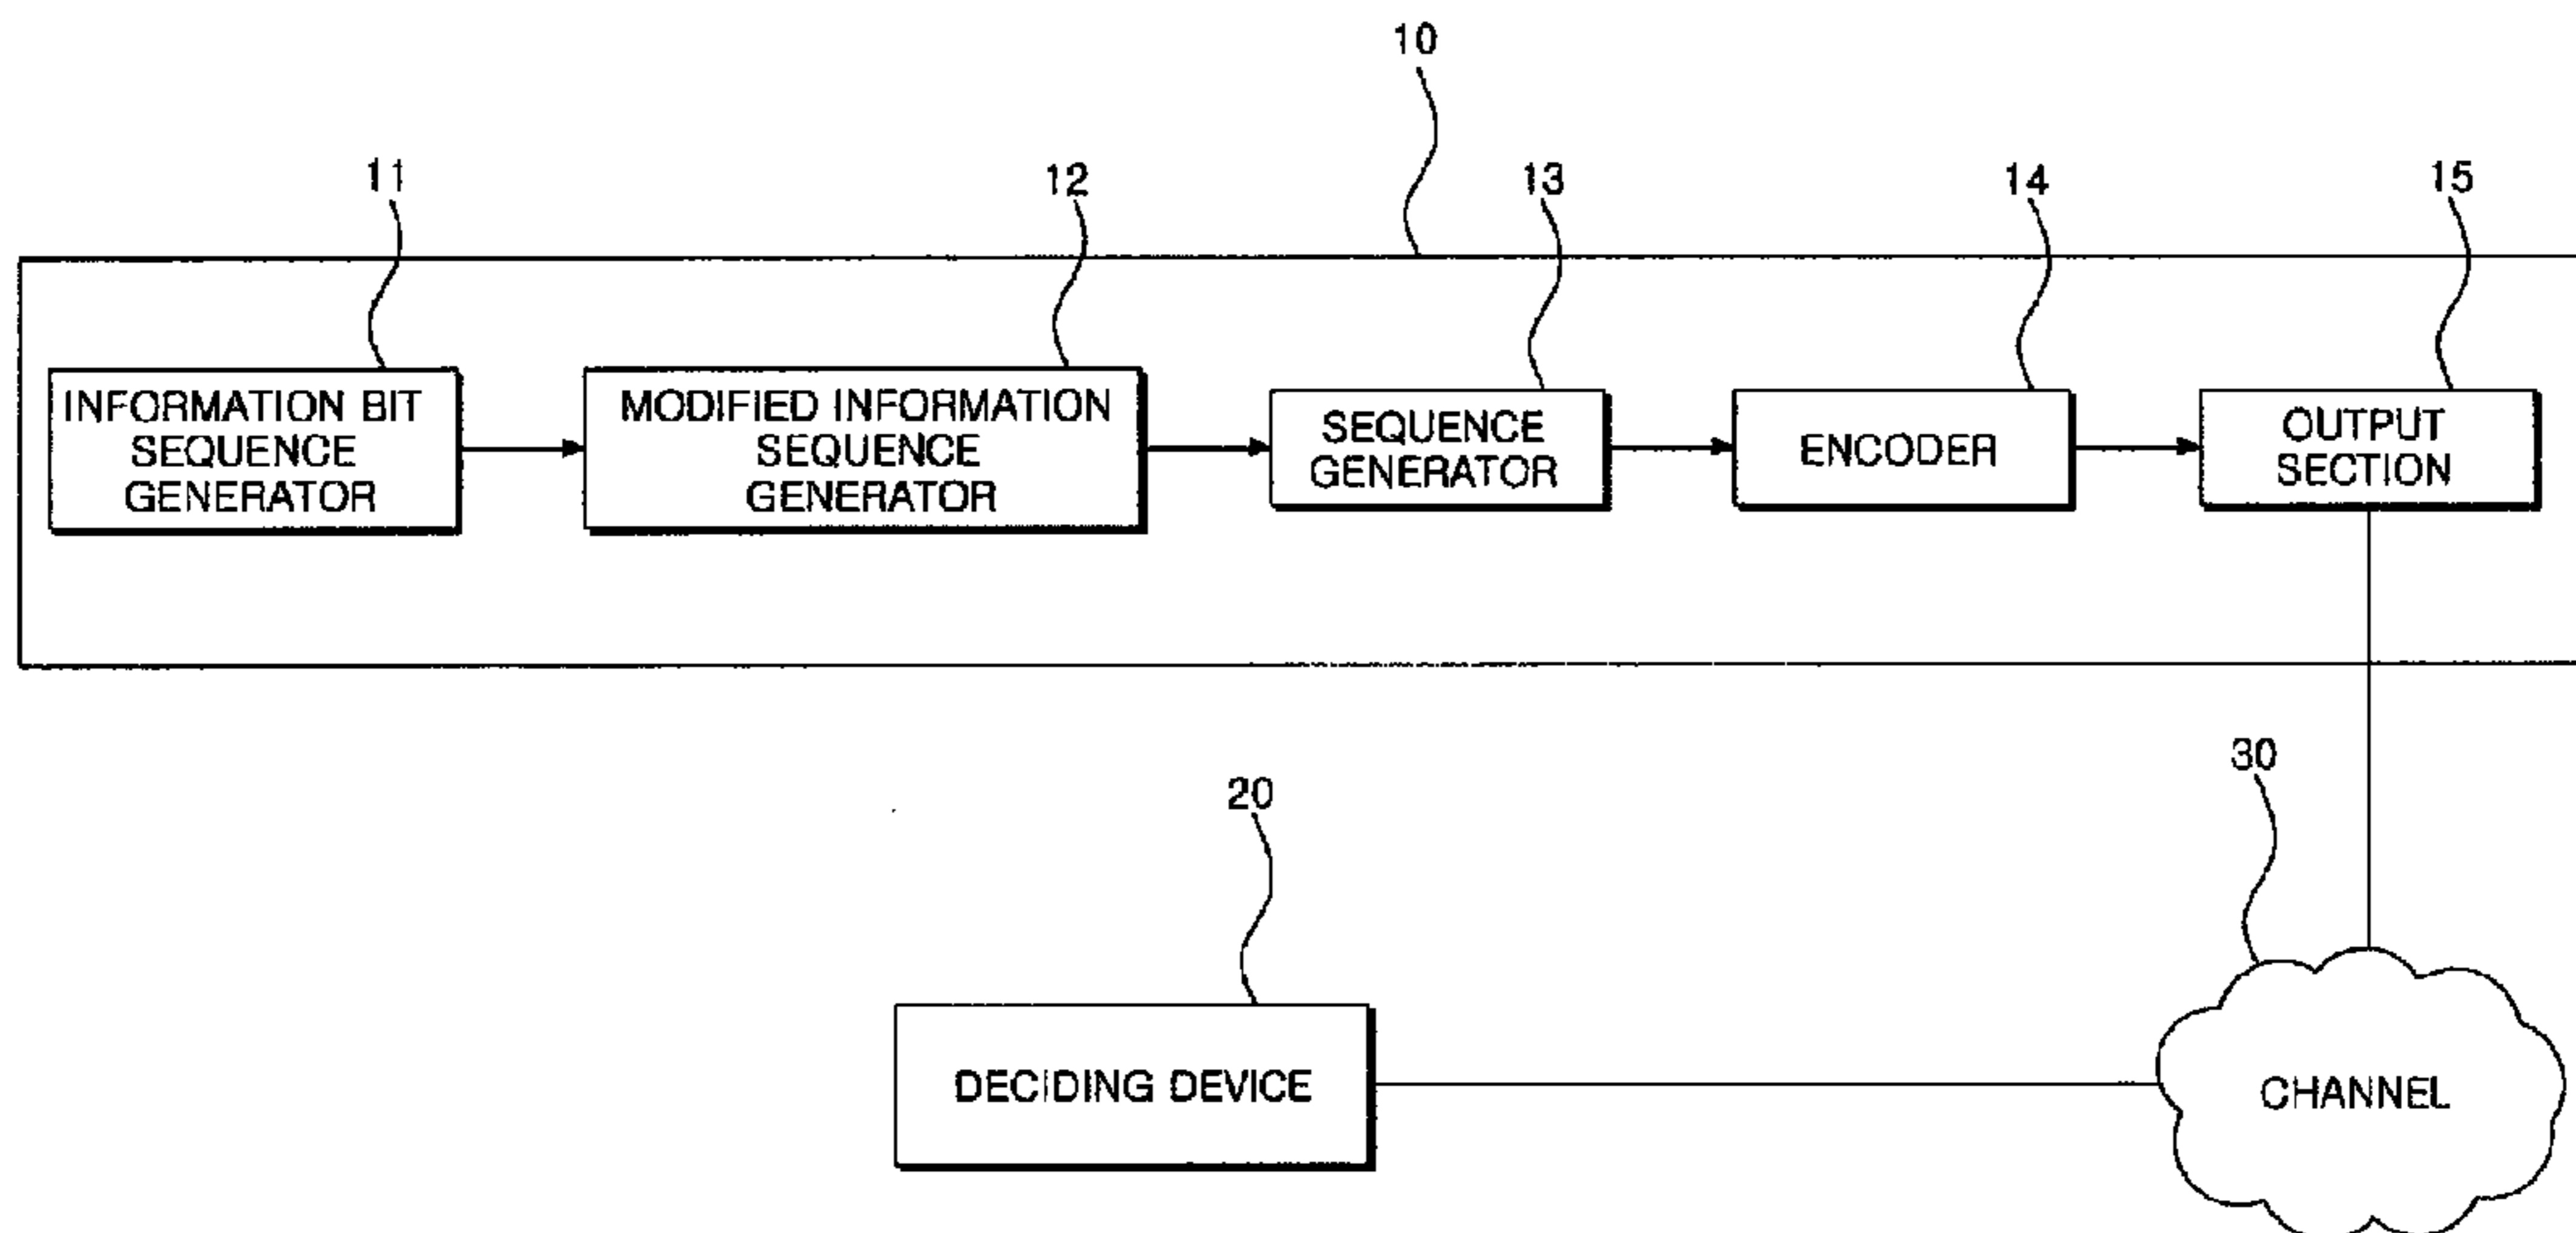 10
11
12
13
14
15
INFORMATION BIT
SEQUENCE
GENERATOR
MODIFIED INFORMATION
SEQUENCE
GENERATOR
SEQUENCE
GENERATOR
ENCODER
OUTPUT
SECTION
20
30
DECIDING DEVICE
CHANNEL